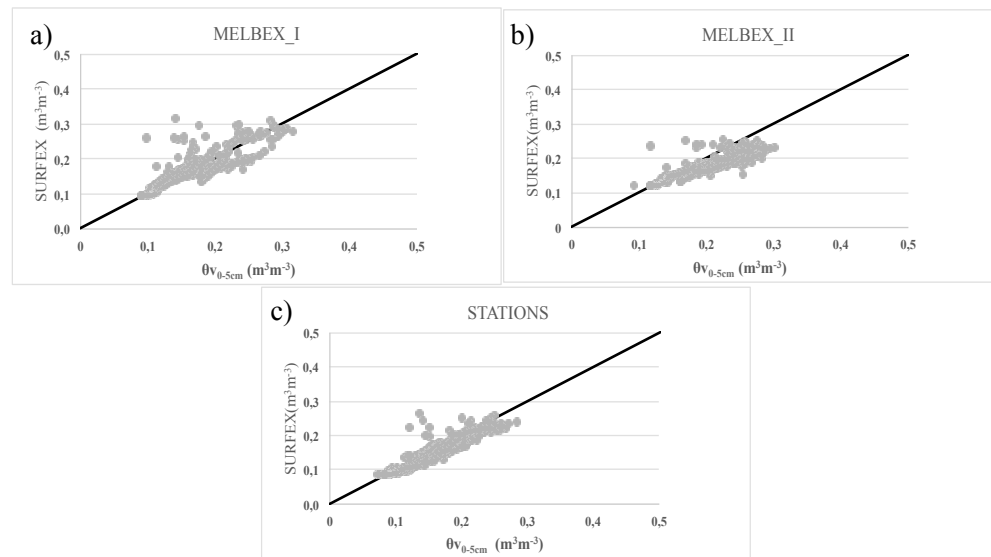 a)
MELBEX_I
SURFEX (m³m⁻³)
0,5
0,4
0,3
0,2
0,1
0,0
0 0,1 0,2 0,3 0,4 0,5
θv₀₋₅cm (m³m⁻³)
b)
MELBEX_II
SURFEX(m³m⁻³)
0,5
0,4
0,3
0,2
0,1
0,0
0 0,1 0,2 0,3 0,4 0,5
θv₀₋₅cm (m³m⁻³)
c)
STATIONS
SURFEX(m³m⁻³)
0,5
0,4
0,3
0,2
0,1
0,0
0 0,1 0,2 0,3 0,4 0,5
θv₀₋₅cm (m³m⁻³)